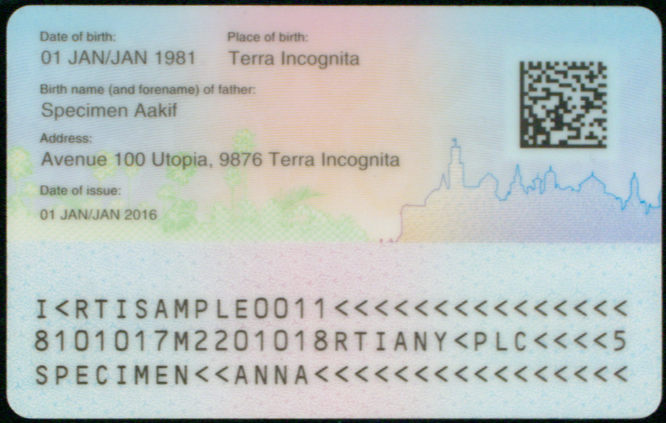 Date of birth: Place of birth:
01 JAN/JAN 1981 Terra Incognita
Birth name (and forename) of father:
Specimen Aakif
Address:
Avenue 100 Utopia, 9876 Terra Incognita
Date of issue:
01 JAN/JAN 2016
I<RTISAMPLE0011<<<<<<<<<<<<<<<
8101017M2201018RTIANY<PLC<<<<5
SPECIMEN<<ANNA<<<<<<<<<<<<<<<<